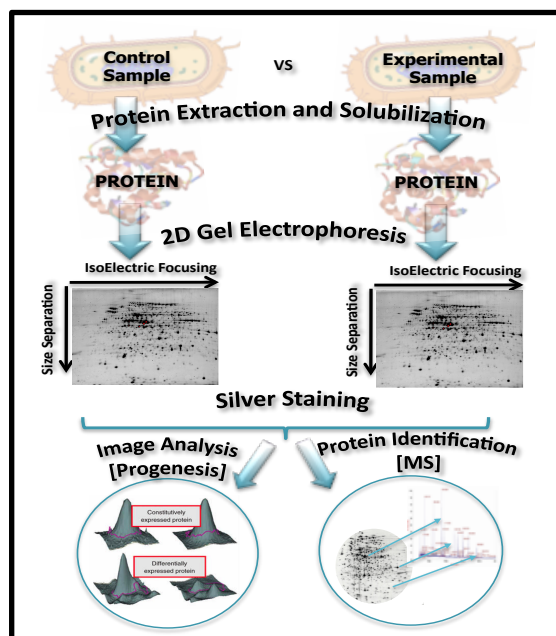 Control
Sample
vs
Experimental
Sample
Protein Extraction and Solubilization
PROTEIN
PROTEIN
2D Gel Electrophoresis
IsoElectric Focusing
IsoElectric Focusing
Size Separation
Size Separation
Silver Staining
Image Analysis
[Progenesis]
Protein Identification
[MS]
Constitutively
expressed protein
Differentially
expressed protein